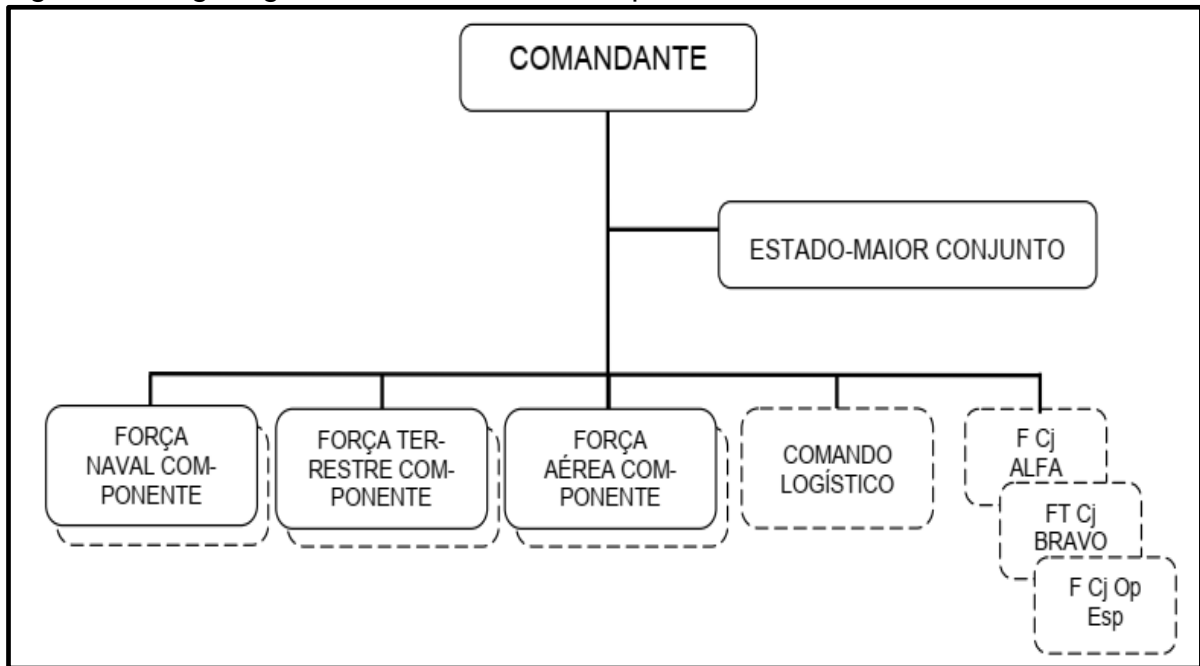 COMANDANTE
ESTADO-MAIOR CONJUNTO
FORÇA
NAVAL COM-
PONENTE
FORÇA TER-
RESTRE COM-
PONENTE
FORÇA
AÉREA COM-
PONENTE
COMANDO
LOGÍSTICO
F Cj
ALFA
FT Cj
BRAVO
F Cj Op
Esp